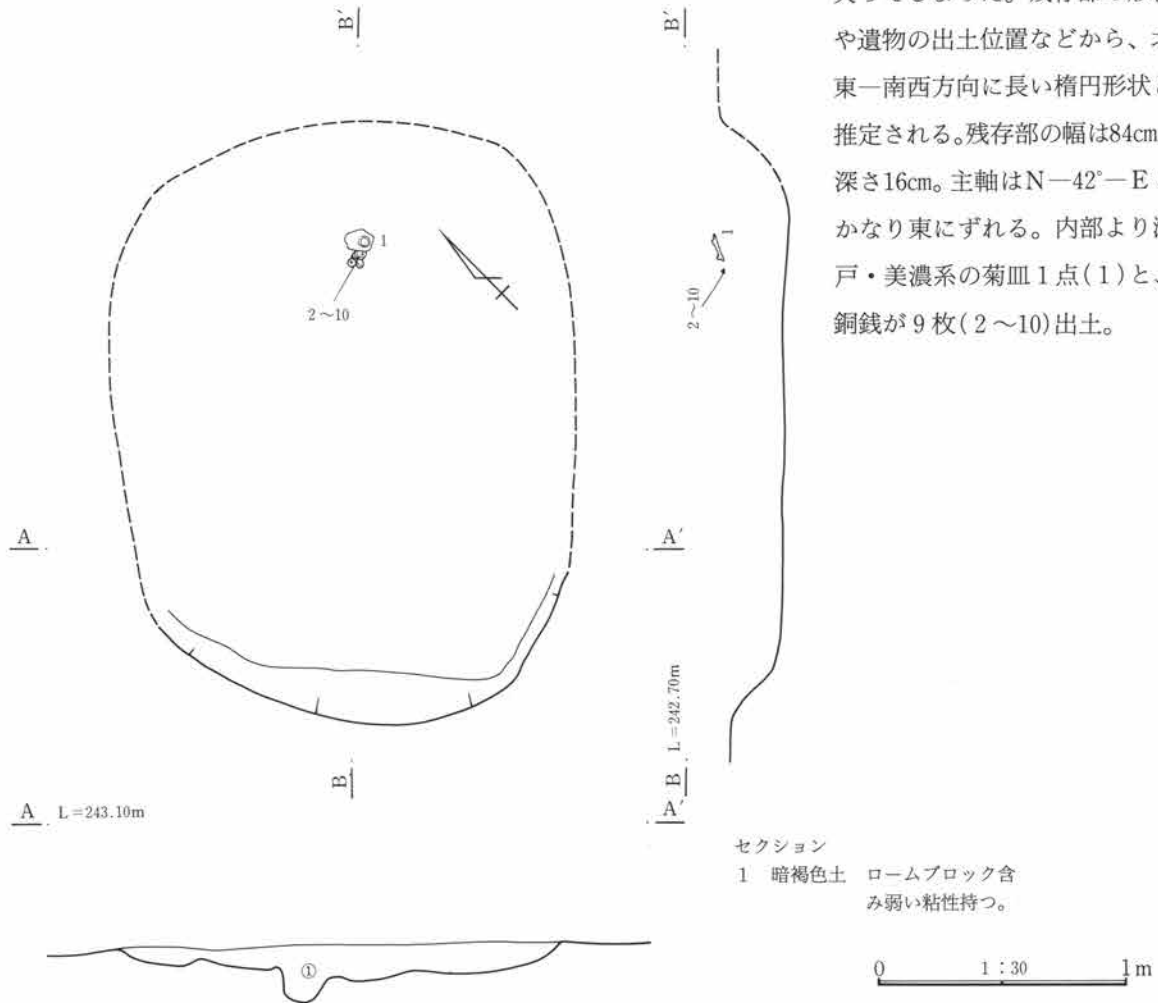 や遺物の出土位置などから、
東―南西方向に長い楕円形状
推定される。残存部の幅は84cm
深さ16cm。主軸はN―42°―E
かなり東にずれる。内部より
戸・美濃系の菊皿1点(1)と、
銅銭が9枚(2～10)出土。
B′
B′
1
2～10
1
2～10
A
A′
B
L＝242.70m
B
A L＝243.10m
A′
セクション
1 暗褐色土 ロームブロック含
み弱い粘性持つ。
①
0 1：30 1m